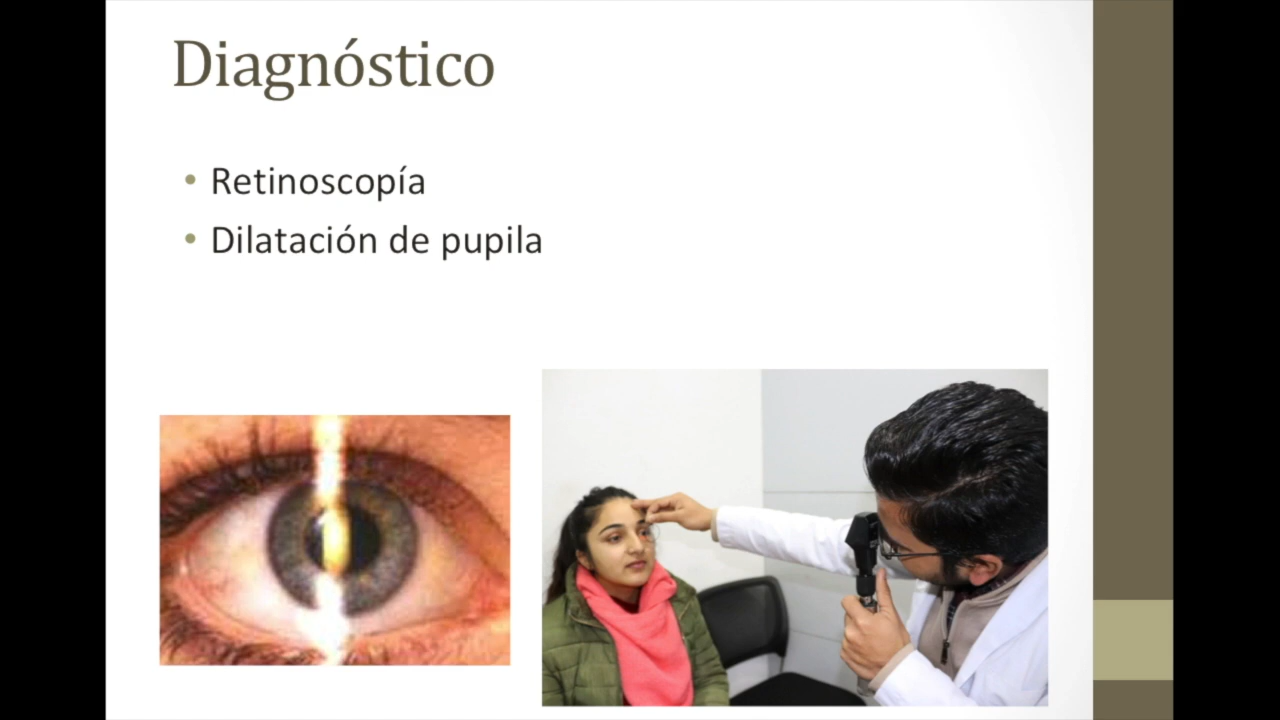 Diagnóstico
• Retinoscopía
• Dilatación de pupila